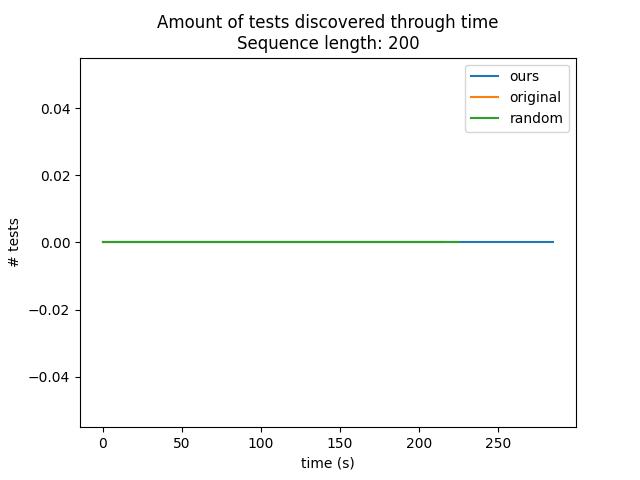 Amount of tests discovered through time
Sequence length: 200
ours
original
random
0.04
0.02
0.00
−0.02
−0.04
# tests
0 50 100 150 200 250
time (s)